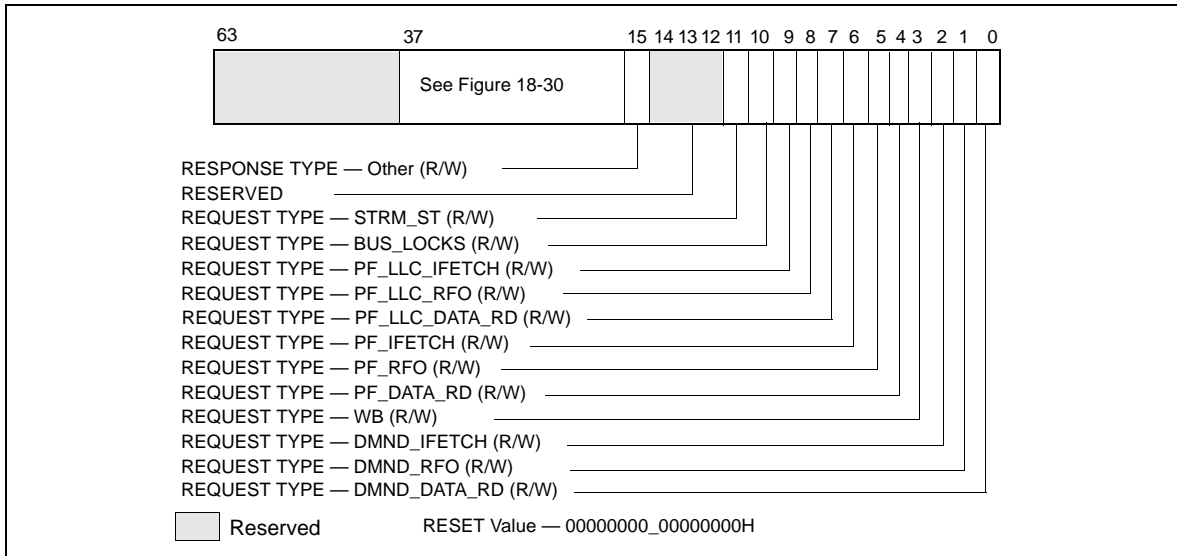 63 37 15 14 13 12 11 10 9 8 7 6 5 4 3 2 1 0
See Figure 18-30
RESPONSE TYPE — Other (R/W)
RESERVED
REQUEST TYPE — STRM_ST (R/W)
REQUEST TYPE — BUS_LOCKS (R/W)
REQUEST TYPE — PF_LLC_IFETCH (R/W)
REQUEST TYPE — PF_LLC_RFO (R/W)
REQUEST TYPE — PF_LLC_DATA_RD (R/W)
REQUEST TYPE — PF_IFETCH (R/W)
REQUEST TYPE — PF_RFO (R/W)
REQUEST TYPE — PF_DATA_RD (R/W)
REQUEST TYPE — WB (R/W)
REQUEST TYPE — DMND_IFETCH (R/W)
REQUEST TYPE — DMND_RFO (R/W)
REQUEST TYPE — DMND_DATA_RD (R/W)
Reserved RESET Value — 00000000_00000000H